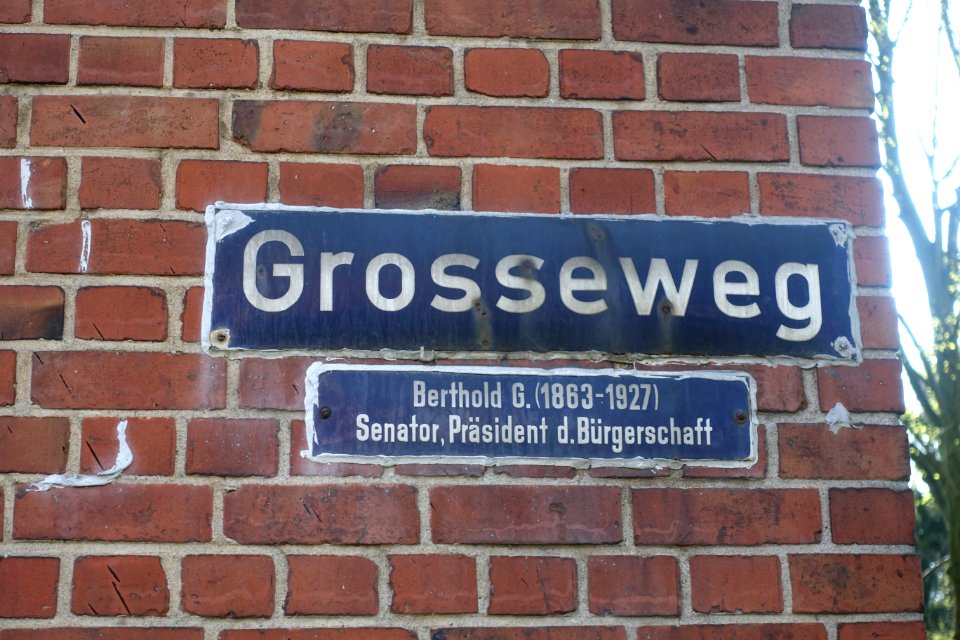 Grosseweg
Berthold G. (1863-1927)
Senator, Präsident d. Bürgerschaft